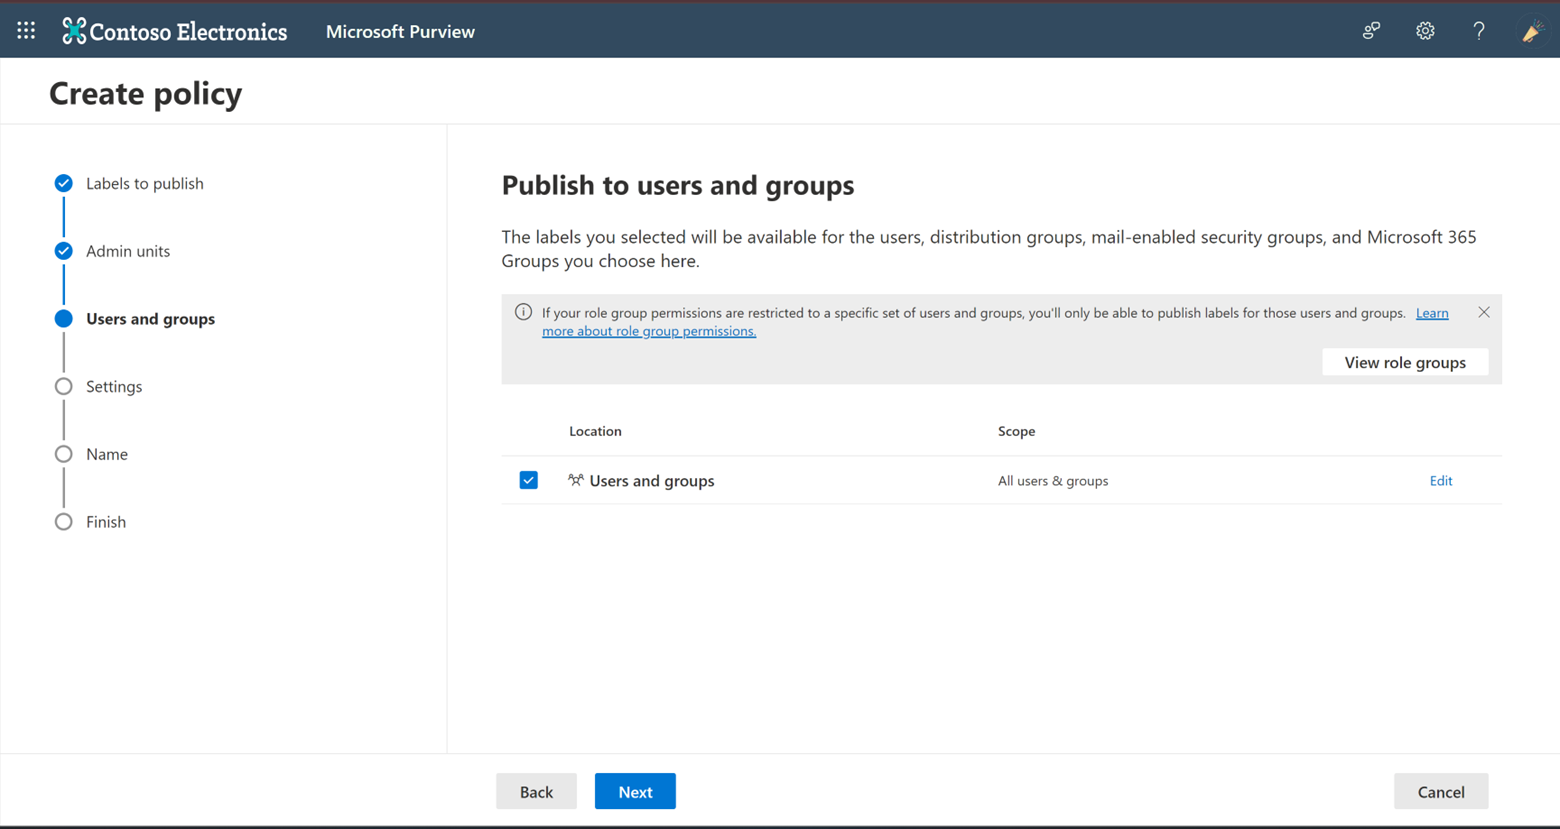 Contoso Electronics
Microsoft Purview
?
Create policy
Labels to publish
Admin units
Users and groups
Settings
Name
Finish
Publish to users and groups
The labels you selected will be available for the users, distribution groups, mail-enabled security groups, and Microsoft 365
Groups you choose here.
If your role group permissions are restricted to a specific set of users and groups, you'll only be able to publish labels for those users and groups. Learn
more about role group permissions.
View role groups
Location
Scope
Users and groups
All users & groups
Edit
Back
Next
Cancel